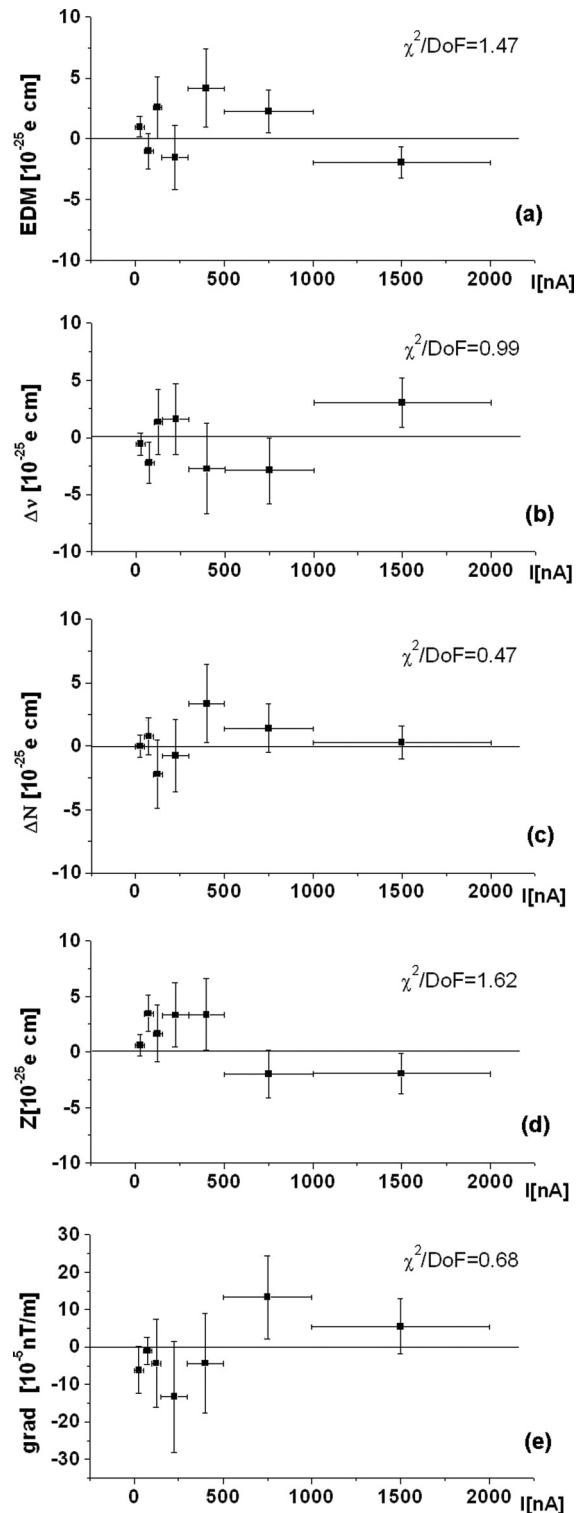 10
χ²/DoF=1.47
5
0
-5
-10
EDM [10⁻²⁵ e cm]
(a)
0 500 1000 1500 2000 I[nA]
10
χ²/DoF=0.99
5
0
-5
-10
Δν [10⁻²⁵ e cm]
(b)
0 500 1000 1500 2000 I[nA]
10
χ²/DoF=0.47
5
0
-5
-10
ΔN [10⁻²⁵ e cm]
(c)
0 500 1000 1500 2000 I[nA]
10
χ²/DoF=1.62
5
0
-5
-10
Z[10⁻²⁵ e cm]
(d)
0 500 1000 1500 2000 I[nA]
30
χ²/DoF=0.68
20
10
0
-10
-20
-30
grad [10⁻⁵nT/m]
(e)
0 500 1000 1500 2000 I[nA]